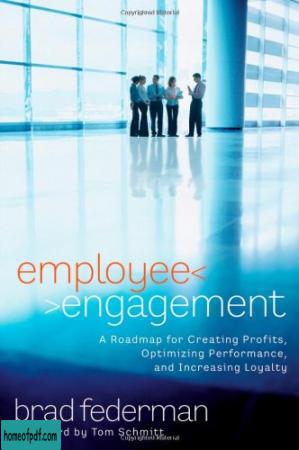 employee<
>engagement
A Roadmap for Creating Profits,
Optimizing Performance,
and Increasing Loyalty
brad federman
rd by Tom Schmitt
homeofpdf.com